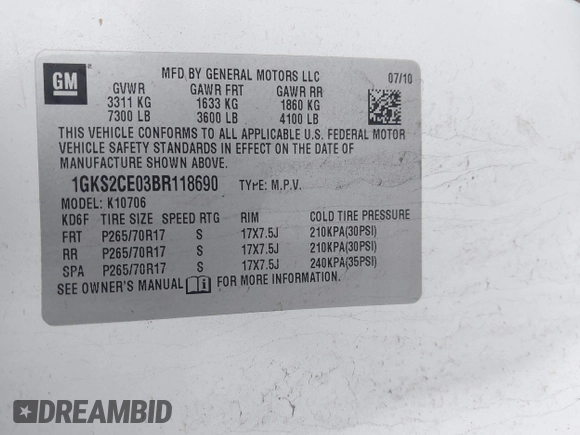 GM
MFD BY GENERAL MOTORS LLC 07/10
GVWR GAWR FRT GAWR RR
3311 KG 1633 KG 1860 KG
7300 LB 3600 LB 4100 LB
THIS VEHICLE CONFORMS TO ALL APPLICABLE U.S. FEDERAL MOTOR
VEHICLE SAFETY STANDARDS IN EFFECT ON THE DATE OF
MANUFACTURE SHOWN ABOVE.
1GKS2CE03BR118690 TYPE: M.P.V.
MODEL: K10706
KD6F TIRE SIZE SPEED RTG RIM COLD TIRE PRESSURE
FRT P265/70R17 S 17X7.5J 210KPA(30PSI)
RR P265/70R17 S 17X7.5J 210KPA(30PSI)
SPA P265/70R17 S 17X7.5J 240KPA(35PSI)
SEE OWNER'S MANUAL FOR MORE INFORMATION.
DREAMBID